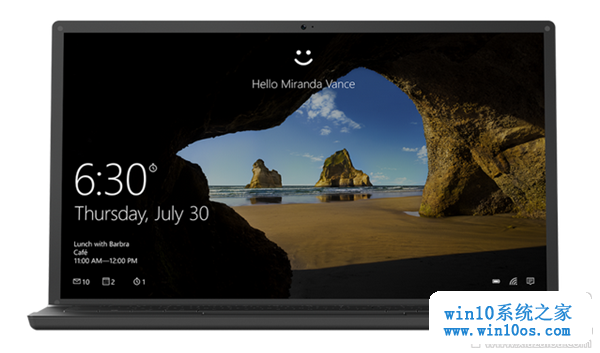 Hello Miranda Vance
6:30
Thursday, July 30
Lunch with Barbra
Café
11:00 AM—12:00 PM
10 2 1
win10系统之家
www.win10os.com